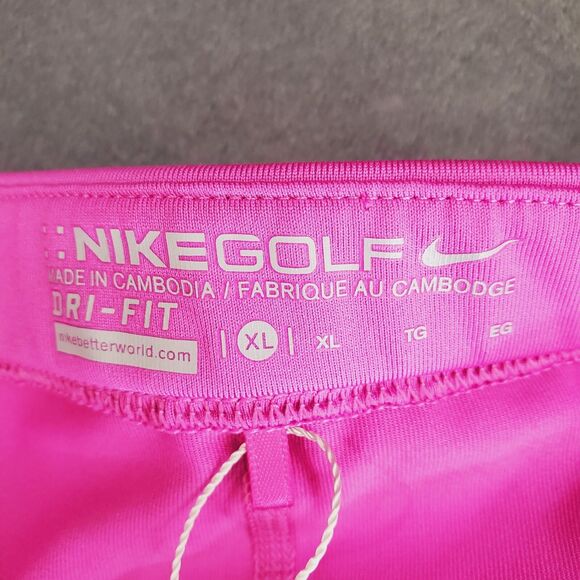 NIKEGOLF
MADE IN CAMBODIA / FABRIQUE AU CAMBODGE
DRI-FIT
nikebetterworld.com
XL XL TG EG